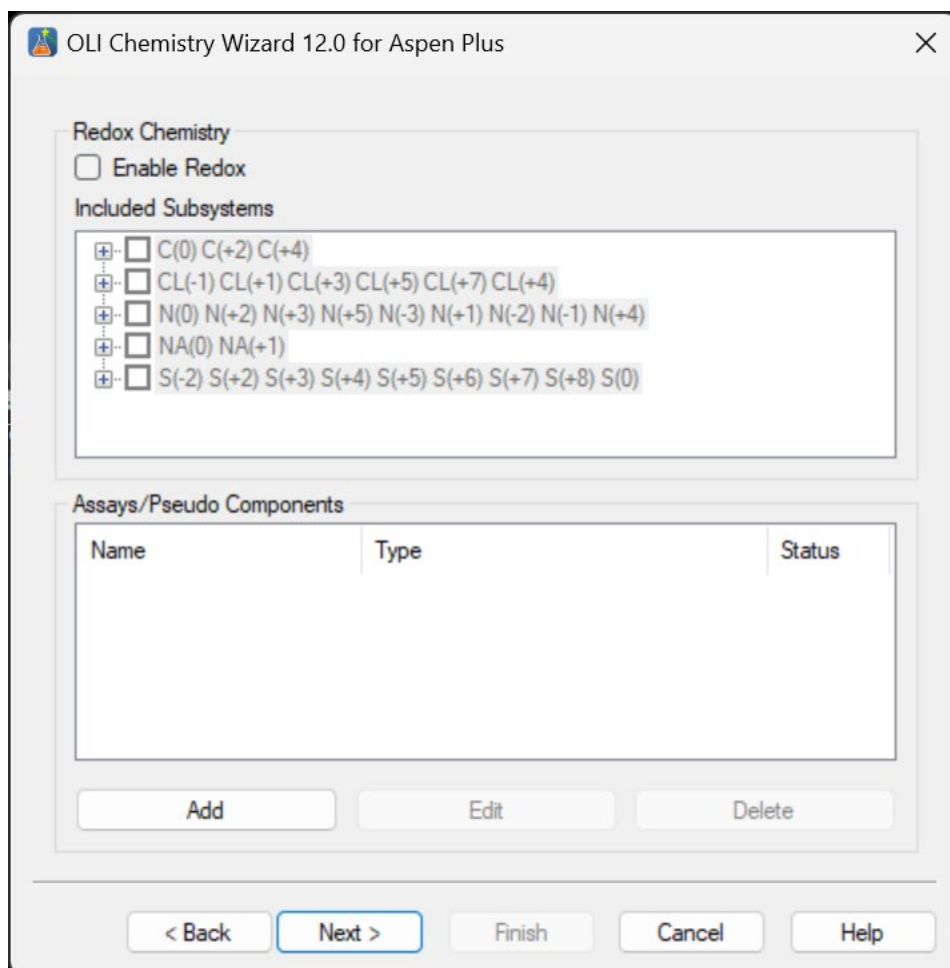 OLI Chemistry Wizard 12.0 for Aspen Plus
Redox Chemistry
Enable Redox
Included Subsystems
C(0) C(+2) C(+4)
CL(-1) CL(+1) CL(+3) CL(+5) CL(+7) CL(+4)
N(0) N(+2) N(+3) N(+5) N(-3) N(+1) N(-2) N(-1) N(+4)
NA(0) NA(+1)
S(-2) S(+2) S(+3) S(+4) S(+5) S(+6) S(+7) S(+8) S(0)
Assays/Pseudo Components
Name Type Status
Add Edit Delete
< Back Next > Finish Cancel Help